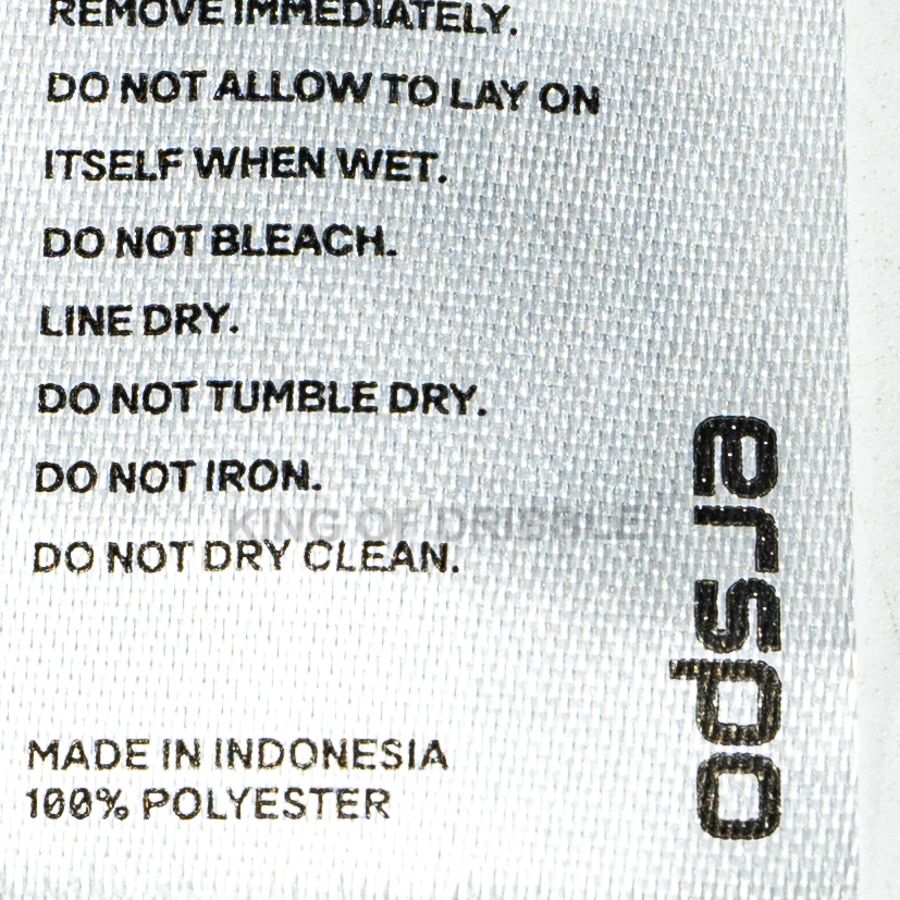 REMOVE IMMEDIATELY.
DO NOT ALLOW TO LAY ON
ITSELF WHEN WET.
DO NOT BLEACH.
LINE DRY.
DO NOT TUMBLE DRY.
DO NOT IRON.
KING OF DRIBBLE
DO NOT DRY CLEAN.
MADE IN INDONESIA
100% POLYESTER
erspo